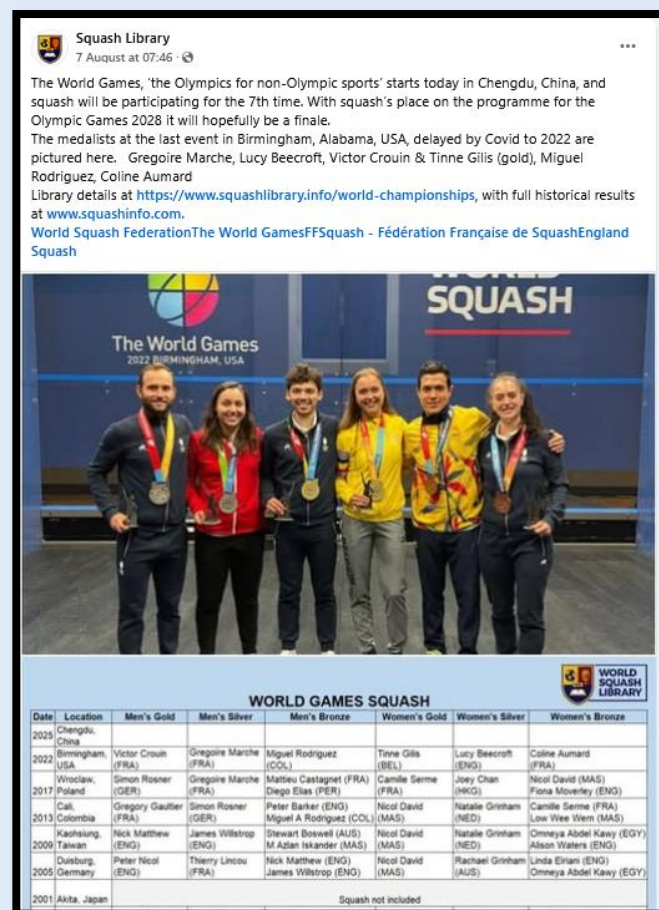 Squash Library
7 August at 07:46 ·
The World Games, 'the Olympics for non-Olympic sports' starts today in Chengdu, China, and
squash will be participating for the 7th time. With squash's place on the programme for the
Olympic Games 2028 it will hopefully be a finale.
The medalists at the last event in Birmingham, Alabama, USA, delayed by Covid to 2022 are
pictured here. Gregoire Marche, Lucy Beecroft, Victor Crouin & Tinne Gilis (gold), Miguel
Rodriguez, Coline Aumard
Library details at https://www.squashlibrary.info/world-championships, with full historical results
at www.squashinfo.com.
World Squash FederationThe World GamesFFSquash - Fédération Française de SquashEngland
Squash
SQUASH
The World Games
2022 BIRMINGHAM, USA
WORLD
SQUASH
LIBRARY
WORLD GAMES SQUASH
Date Location Men's Gold Men's Silver Men's Bronze Women's Gold Women's Silver Women's Bronze
2025 Chengdu, China
2022 Birmingham, USA Victor Crouin (FRA) Gregoire Marche (FRA) Miguel Rodriguez (COL) Tinne Gilis (BEL) Lucy Beecroft (ENG) Coline Aumard (FRA)
2017 Wroclaw, Poland Simon Rosner (GER) Gregoire Marche (FRA) Mattieu Castagnet (FRA) Diego Elias (PER) Camille Serme (FRA) Joey Chan (HKG) Nicol David (MAS) Fiona Moverley (ENG)
2013 Cali, Colombia Gregory Gaultier (FRA) Simon Rosner (GER) Peter Barker (ENG) Miguel A Rodriguez (COL) Nicol David (MAS) Natalie Grinham (NED) Camille Serme (FRA) Low Wee Wern (MAS)
2009 Kaohsiung, Taiwan Nick Matthew (ENG) James Willstrop (ENG) Stewart Boswell (AUS) M Azlan Iskander (MAS) Nicol David (MAS) Natalie Grinham (NED) Omneya Abdel Kawy (EGY) Alison Waters (ENG)
2005 Duisburg, Germany Peter Nicol (ENG) Thierry Lincou (FRA) Nick Matthew (ENG) James Willstrop (ENG) Nicol David (MAS) Rachael Grinham (AUS) Linda Elriani (ENG) Omneya Abdel Kawy (EGY)
2001 Akita, Japan Squash not included